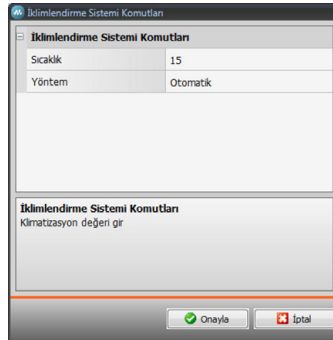 İklimlendirme Sistemi Komutları
İklimlendirme Sistemi Komutları
Sıcaklık 15
Yöntem Otomatik
İklimlendirme Sistemi Komutları
Klimatizasyon değeri gir
Onayla İptal